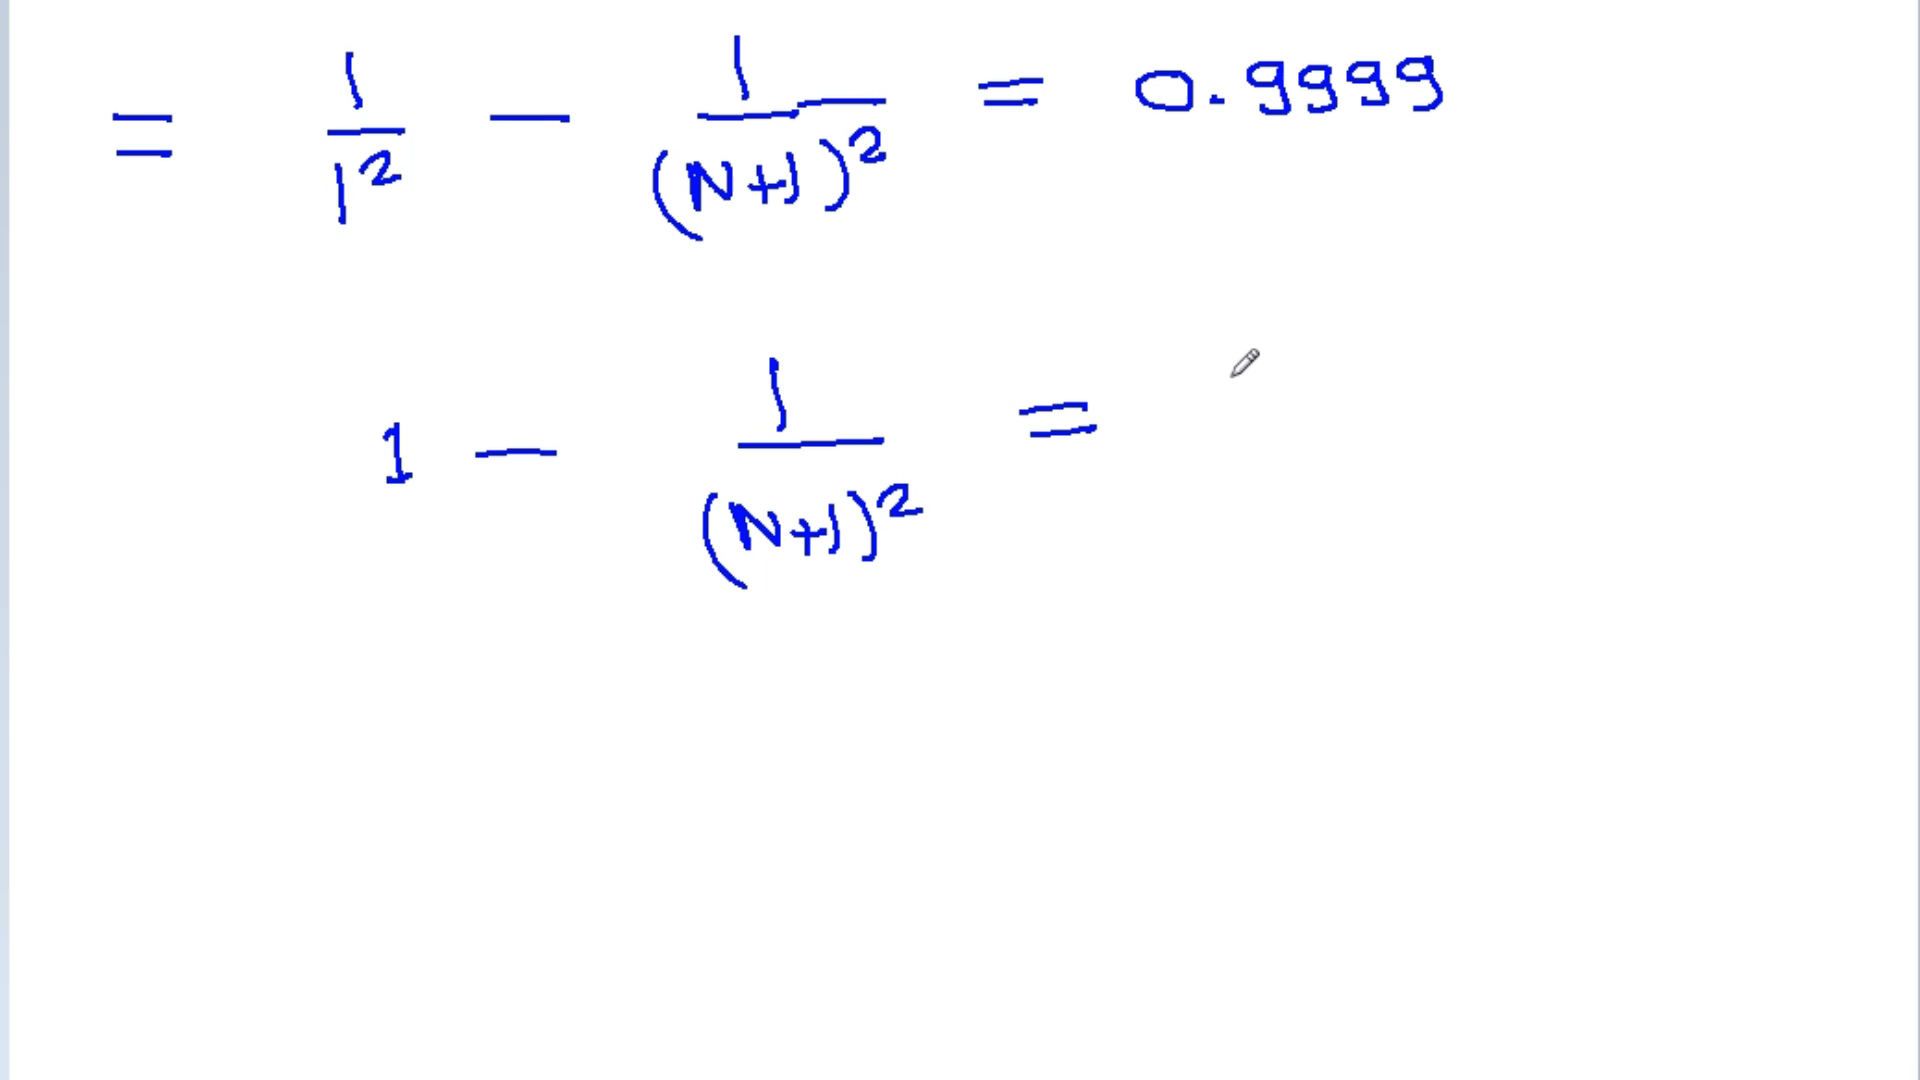 = 1/1² - 1/(N+1)² = 0.9999
1 - 1/(N+1)² =